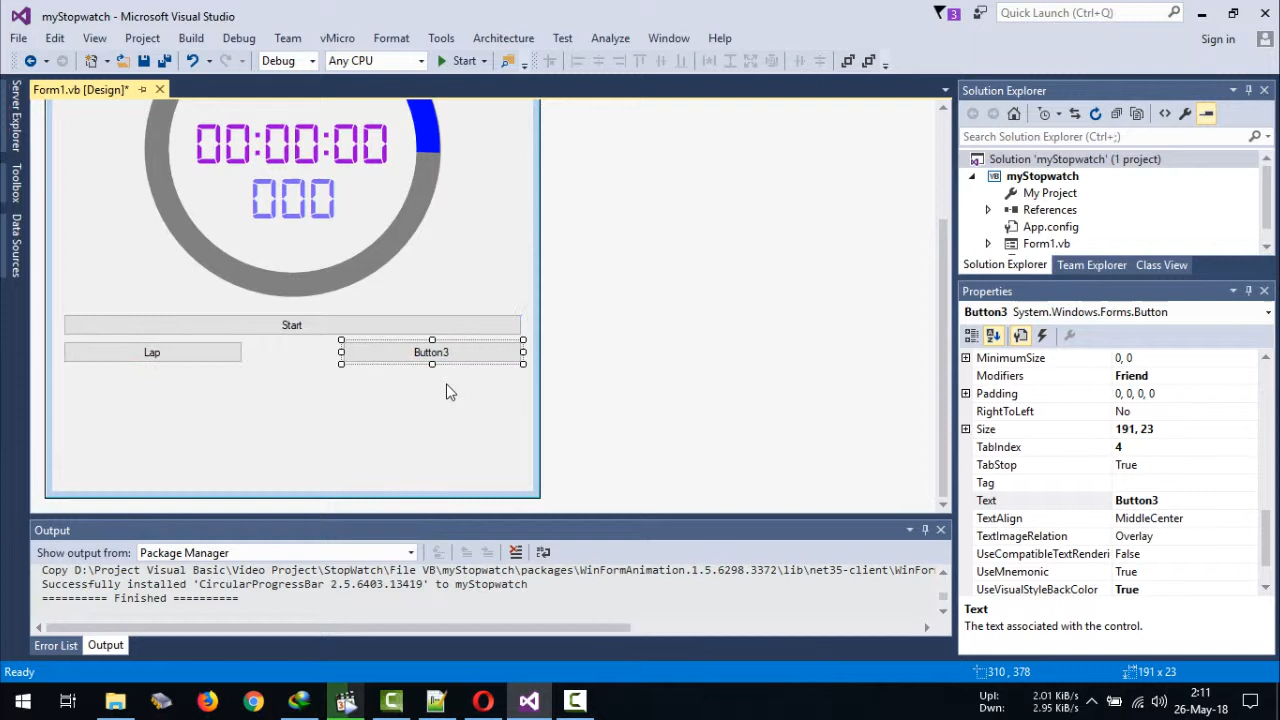 myStopwatch - Microsoft Visual Studio
3
Quick Launch (Ctrl+Q)
File Edit View Project Build Debug Team vMicro Format Tools Architecture Test Analyze Window Help
Sign in
Debug Any CPU Start
Server Explorer
Toolbox
Data Sources
Form1.vb [Design]*
00:00:00
000
Start
Lap Button3
Solution Explorer
Search Solution Explorer (Ctrl+;)
Solution 'myStopwatch' (1 project)
VB myStopwatch
My Project
References
App.config
Form1.vb
Solution Explorer Team Explorer Class View
Properties
Button3 System.Windows.Forms.Button
MinimumSize 0, 0
Modifiers Friend
Padding 0, 0, 0, 0
RightToLeft No
Size 191, 23
TabIndex 4
TabStop True
Tag
Text Button3
TextAlign MiddleCenter
TextImageRelation Overlay
UseCompatibleTextRenderi False
UseMnemonic True
UseVisualStyleBackColor True
Text
The text associated with the control.
Output
Show output from: Package Manager
Copy D:\Project Visual Basic\Video Project\StopWatch\File VB\myStopwatch\packages\WinFormAnimation.1.5.6298.3372\lib\net35-client\WinFor
Successfully installed 'CircularProgressBar 2.5.6403.13419' to myStopwatch
========== Finished ==========
Error List Output
Ready 310 , 378 191 x 23
Upl: 2.01 KiB/s
Dwn: 2.95 KiB/s
2:11
26-May-18